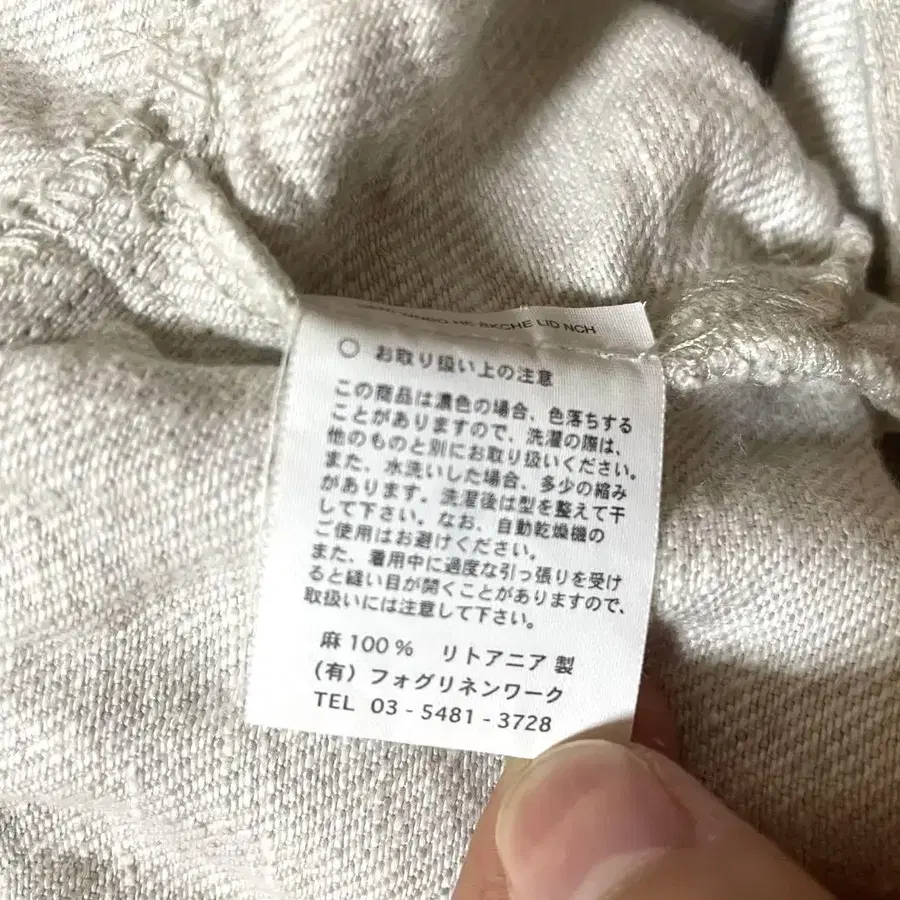 LID NCH
○ お取り扱い上の注意
この商品は濃色の場合、色落ちする
ことがありますので、洗濯の際は、
他のものと別にお取り扱いください。
また、水洗いした場合、多少の縮み
があります。洗濯後は型を整えて干
して下さい。なお、自動乾燥機の
ご使用はお避けください。
また、着用中に過度な引っ張りを受け
ると縫い目が開くことがありますので、
取扱いには注意して下さい。
麻 100 % リトアニア 製
(有) フォグリネンワーク
TEL 03 - 5481 - 3728